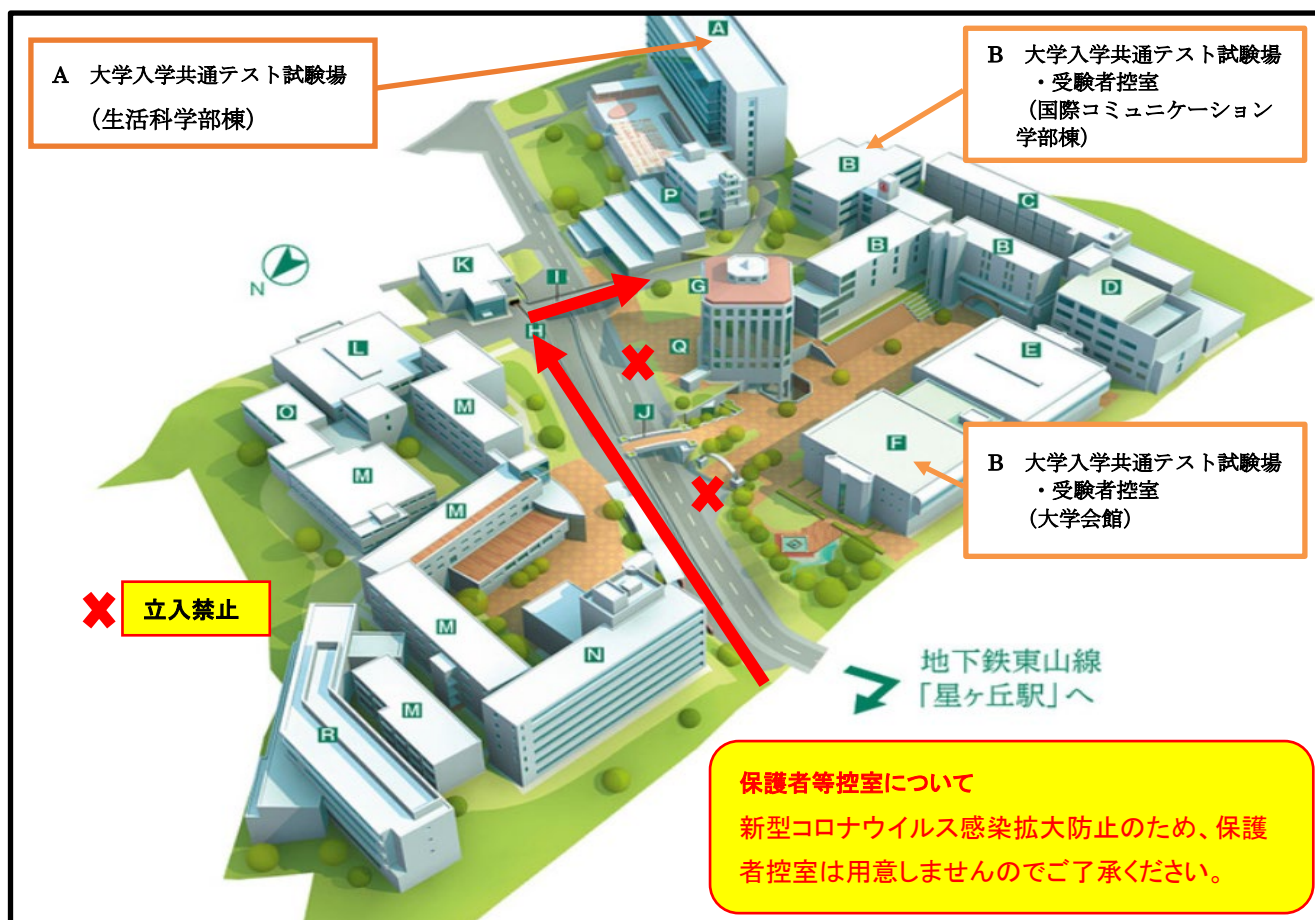 A 大学入学共通テスト試験場
(生活科学部棟)
B 大学入学共通テスト試験場
・受験者控室
(国際コミュニケーション
学部棟)
A
B
C
P
K
I
N
G
B
B
D
H
L
Q
E
O
M
J
F
M
B 大学入学共通テスト試験場
・受験者控室
(大学会館)
M
立入禁止
M
N
M
R
地下鉄東山線
「星ヶ丘駅」へ
保護者等控室について
新型コロナウイルス感染拡大防止のため、保護
者控室は用意しませんのでご了承ください。